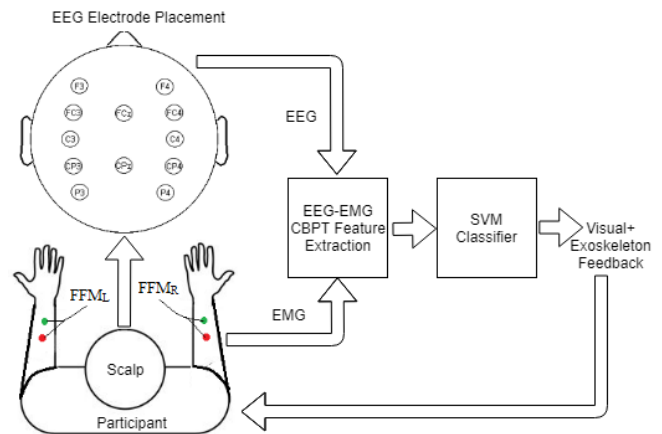 EEG Electrode Placement
F3
F4
FC3
FCz
FC4
C3
C4
CP3
CPz
CP4
P3
P4
EEG
EEG-EMG
CBPT Feature
Extraction
SVM
Classifier
Visual+
Exoskeleton
Feedback
FFML
FFMR
EMG
Scalp
Participant